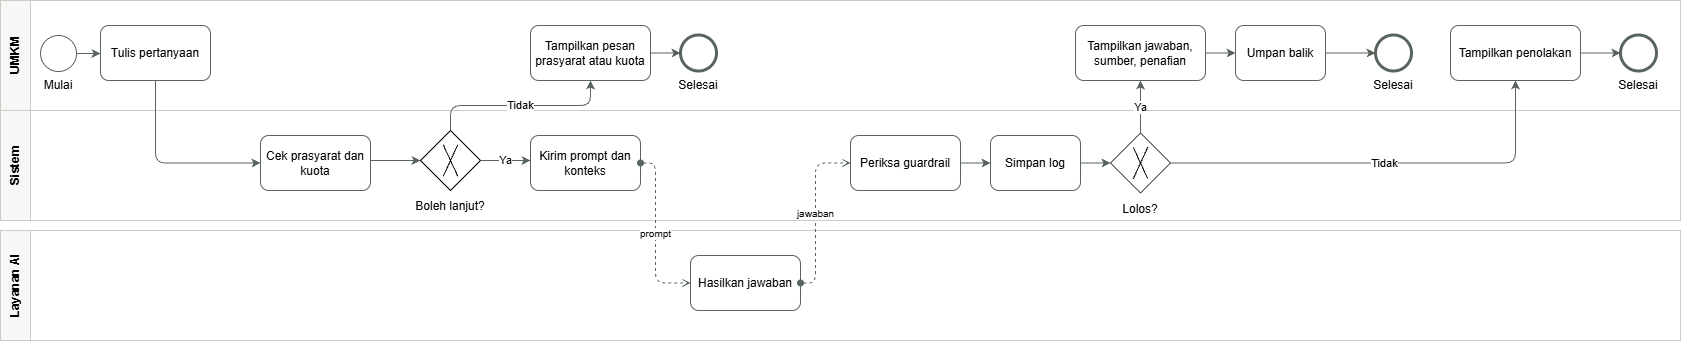 UMKM
Mulai
Tulis pertanyaan
Tampilkan pesan
prasyarat atau kuota
Selesai
Tidak
Tampilkan jawaban,
sumber, penafian
Umpan balik
Selesai
Tampilkan penolakan
Selesai
Ya
Sistem
Cek prasyarat dan
kuota
Boleh lanjut?
Ya
Kirim prompt dan
konteks
Periksa guardrail
Simpan log
Lolos?
Tidak
prompt
jawaban
Layanan AI
Hasilkan jawaban